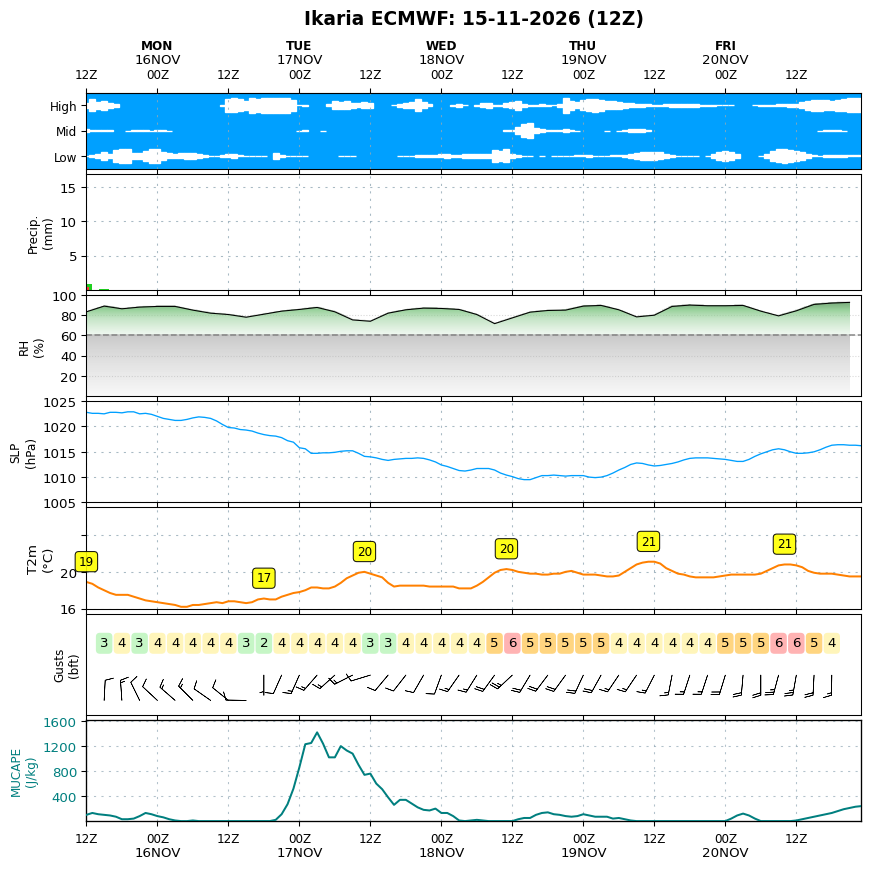 Ikaria ECMWF: 15-11-2026 (12Z)
MON TUE WED THU FRI
16NOV 17NOV 18NOV 19NOV 20NOV
12Z 00Z 12Z 00Z 12Z 00Z 12Z 00Z 12Z 00Z 12Z
High
Mid
Low
Precip.
(mm)
15
10
5
RH
(%)
100
80
60
40
20
SLP
(hPa)
1025
1020
1015
1010
1005
T2m
(°C)
20
16
19 17 20 20 21 21
Gusts
(bft)
3 4 3 4 4 4 4 4 3 2 4 4 4 4 4 3 3 4 4 4 4 4 5 6 5 5 5 5 5 4 4 4 4 4 4 5 5 5 6 6 5 4
MUCAPE
(J/kg)
1600
1200
800
400
12Z 00Z 12Z 00Z 12Z 00Z 12Z 00Z 12Z 00Z 12Z
16NOV 17NOV 18NOV 19NOV 20NOV